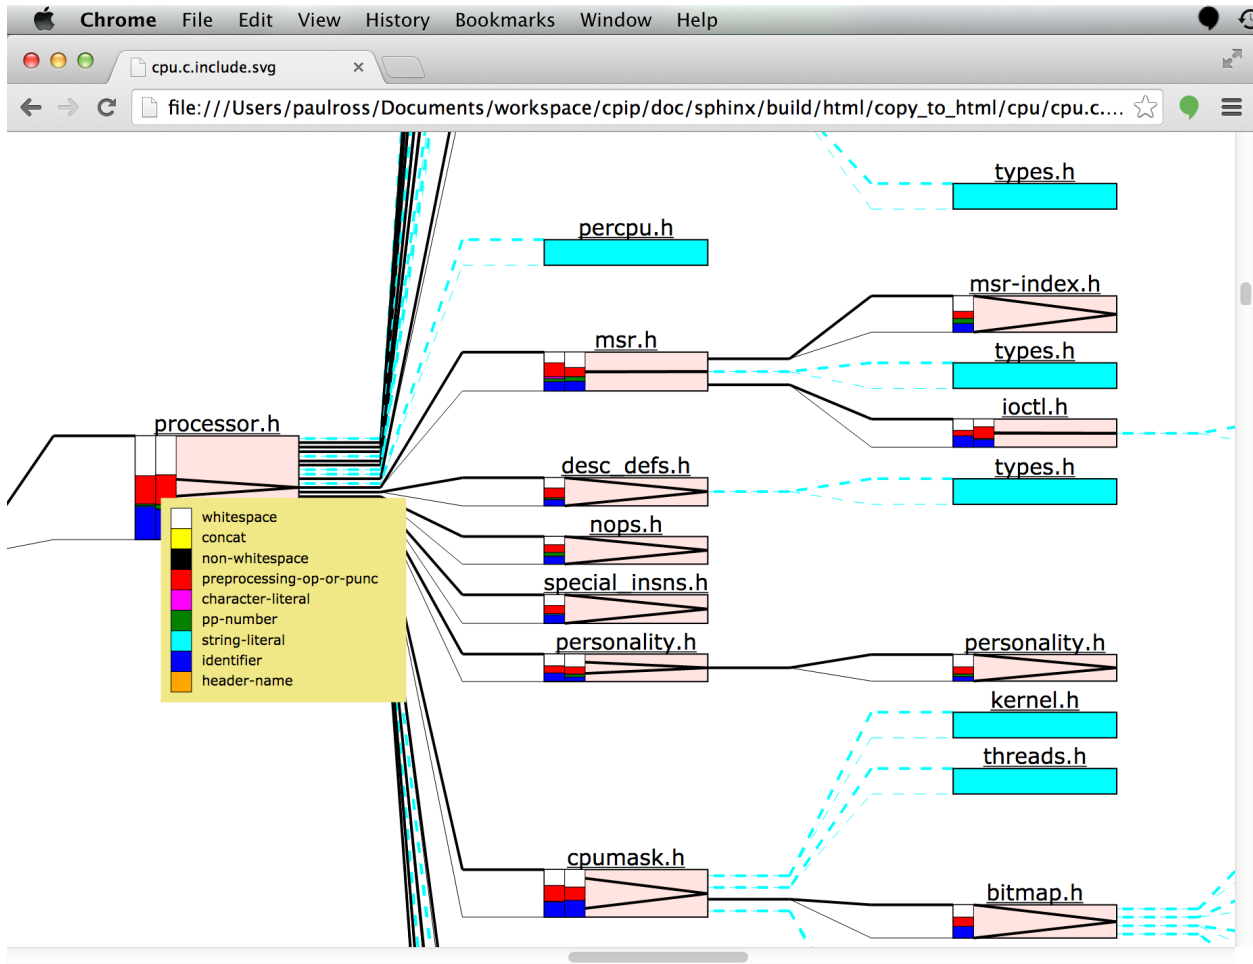 Chrome File Edit View History Bookmarks Window Help
cpu.c.include.svg
file:///Users/paulross/Documents/workspace/cpip/doc/sphinx/build/html/copy_to_html/cpu/cpu.c....
types.h
percpu.h
msr-index.h
msr.h
types.h
ioctl.h
processor.h
desc_defs.h
types.h
nops.h
special_insns.h
personality.h
personality.h
whitespace
concat
non-whitespace
preprocessing-op-or-punc
character-literal
pp-number
string-literal
identifier
header-name
kernel.h
threads.h
cpumask.h
bitmap.h